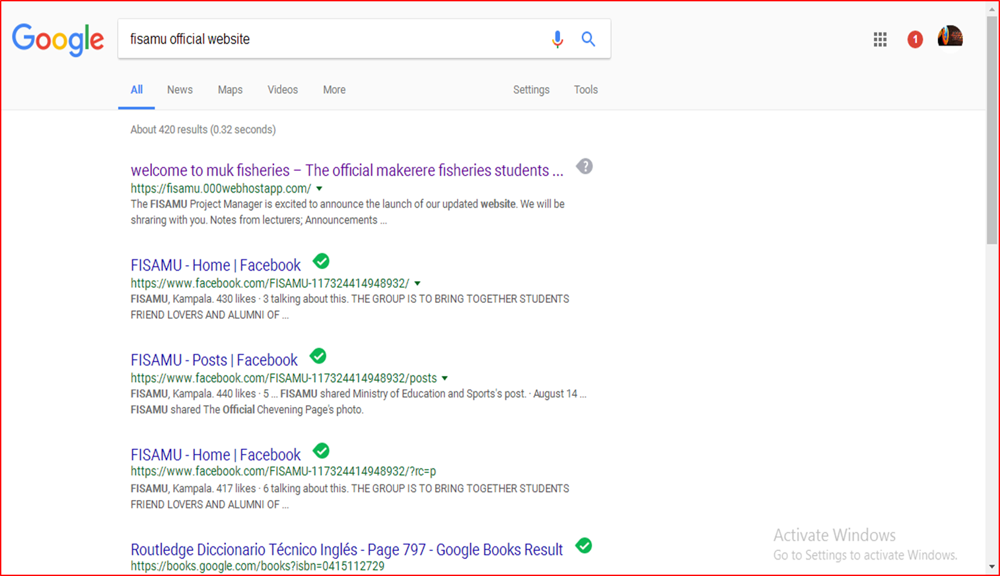 Google
fisamu official website
1
All News Maps Videos More Settings Tools
About 420 results (0.32 seconds)
welcome to muk fisheries – The official makerere fisheries students ...
?
https://fisamu.000webhostapp.com/
The FISAMU Project Manager is excited to announce the launch of our updated website. We will be
shraring with you. Notes from lecturers; Announcements ...
FISAMU - Home | Facebook
https://www.facebook.com/FISAMU-117324414948932/
FISAMU, Kampala. 430 likes · 3 talking about this. THE GROUP IS TO BRING TOGETHER STUDENTS
FRIEND LOVERS AND ALUMNI OF ...
FISAMU - Posts | Facebook
https://www.facebook.com/FISAMU-117324414948932/posts
FISAMU, Kampala. 440 likes · 5 ... FISAMU shared Ministry of Education and Sports's post. · August 14 ...
FISAMU shared The Official Chevening Page's photo.
FISAMU - Home | Facebook
https://www.facebook.com/FISAMU-117324414948932/?rc=p
FISAMU, Kampala. 417 likes · 6 talking about this. THE GROUP IS TO BRING TOGETHER STUDENTS
FRIEND LOVERS AND ALUMNI OF ...
Routledge Diccionario Técnico Inglés - Page 797 - Google Books Result
https://books.google.com/books?isbn=0415112729
Activate Windows
Go to Settings to activate Windows.